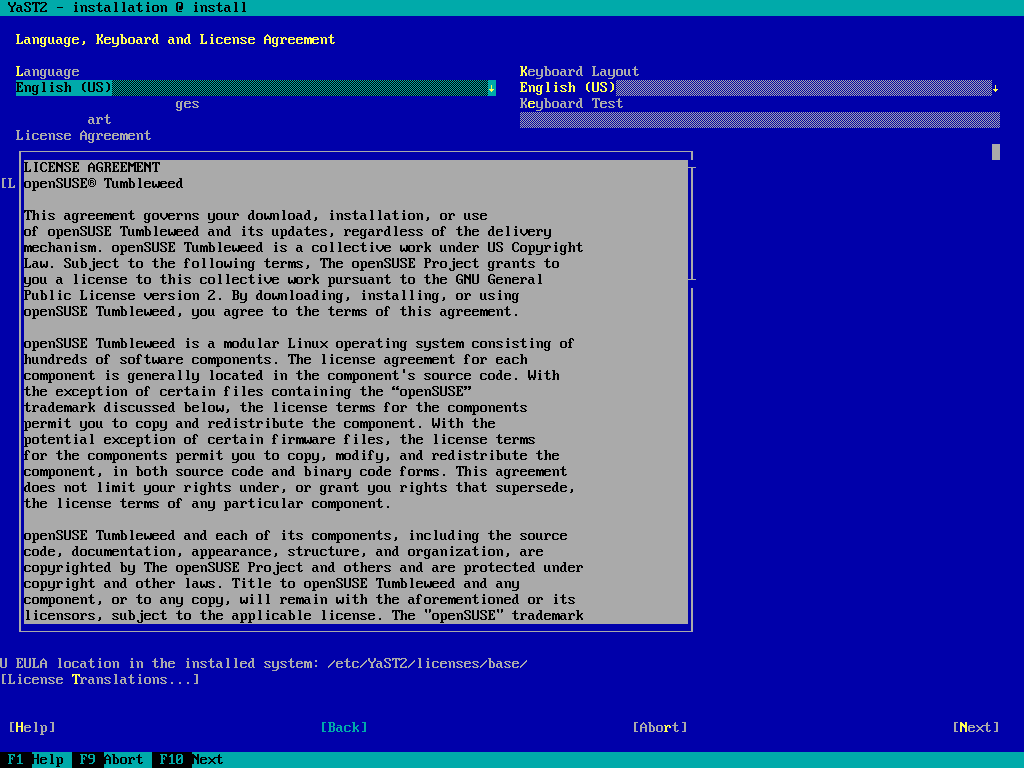 YaST2 - installation @ install
Language, Keyboard and License Agreement
Language
Keyboard Layout
English (US)↓
English (US)↓
ges
Keyboard Test
art
License Agreement
LICENSE AGREEMENT
[L openSUSE® Tumbleweed
This agreement governs your download, installation, or use
of openSUSE Tumbleweed and its updates, regardless of the delivery
mechanism. openSUSE Tumbleweed is a collective work under US Copyright
Law. Subject to the following terms, The openSUSE Project grants to
you a license to this collective work pursuant to the GNU General
Public License version 2. By downloading, installing, or using
openSUSE Tumbleweed, you agree to the terms of this agreement.
openSUSE Tumbleweed is a modular Linux operating system consisting of
hundreds of software components. The license agreement for each
component is generally located in the component's source code. With
the exception of certain files containing the “openSUSE”
trademark discussed below, the license terms for the components
permit you to copy and redistribute the component. With the
potential exception of certain firmware files, the license terms
for the components permit you to copy, modify, and redistribute the
component, in both source code and binary code forms. This agreement
does not limit your rights under, or grant you rights that supersede,
the license terms of any particular component.
openSUSE Tumbleweed and each of its components, including the source
code, documentation, appearance, structure, and organization, are
copyrighted by The openSUSE Project and others and are protected under
copyright and other laws. Title to openSUSE Tumbleweed and any
component, or to any copy, will remain with the aforementioned or its
licensors, subject to the applicable license. The "openSUSE" trademark
U EULA location in the installed system: /etc/YaST2/licenses/base/
[License Translations...]
[Help] [Back] [Abort] [Next]
F1 Help F9 Abort F10 Next